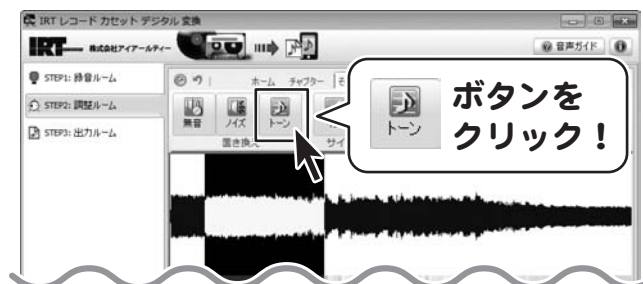 IRT レコード カセット デジタル 変換
IRT 株式会社アイアールティー
音声ガイド
STEP1: 録音ルーム
STEP2: 調整ルーム
STEP3: 出力ルーム
ホーム チャプター
無音 ノイズ トーン
置き換え サイ
トーン
ボタンを
クリック！